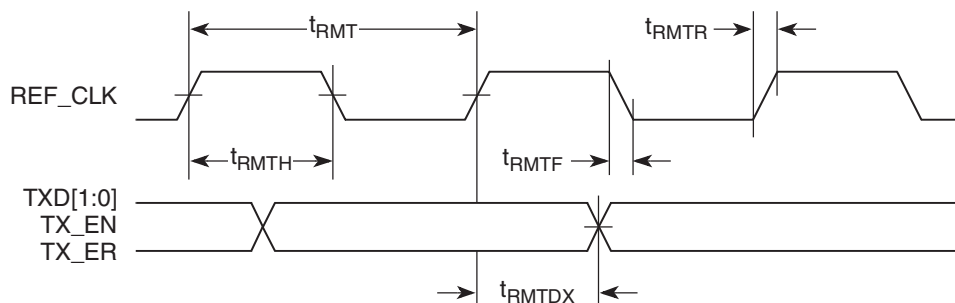 tRMT
tRMTR
REF_CLK
tRMTH
tRMTF
TXD[1:0]
TX_EN
TX_ER
tRMTDX